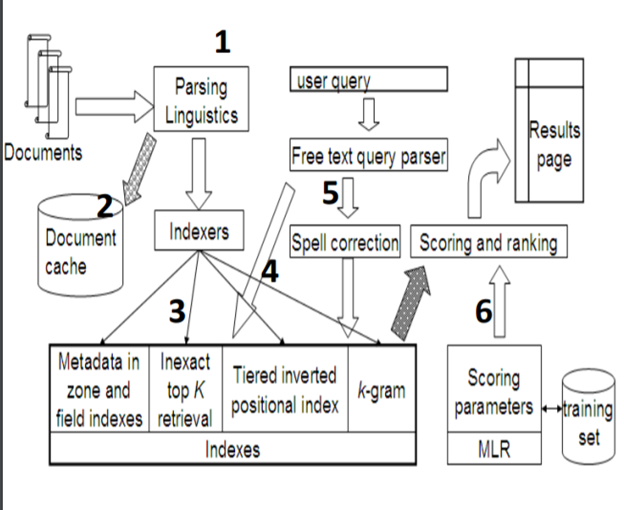 1
Documents
Parsing
Linguistics
user query
Free text query parser
Results
page
2
Document
cache
Indexers
5
Spell correction
Scoring and ranking
3
4
6
Metadata in
zone and
field indexes
Inexact
top K
retrieval
Tiered inverted
positional index
k-gram
Indexes
Scoring
parameters
MLR
training
set